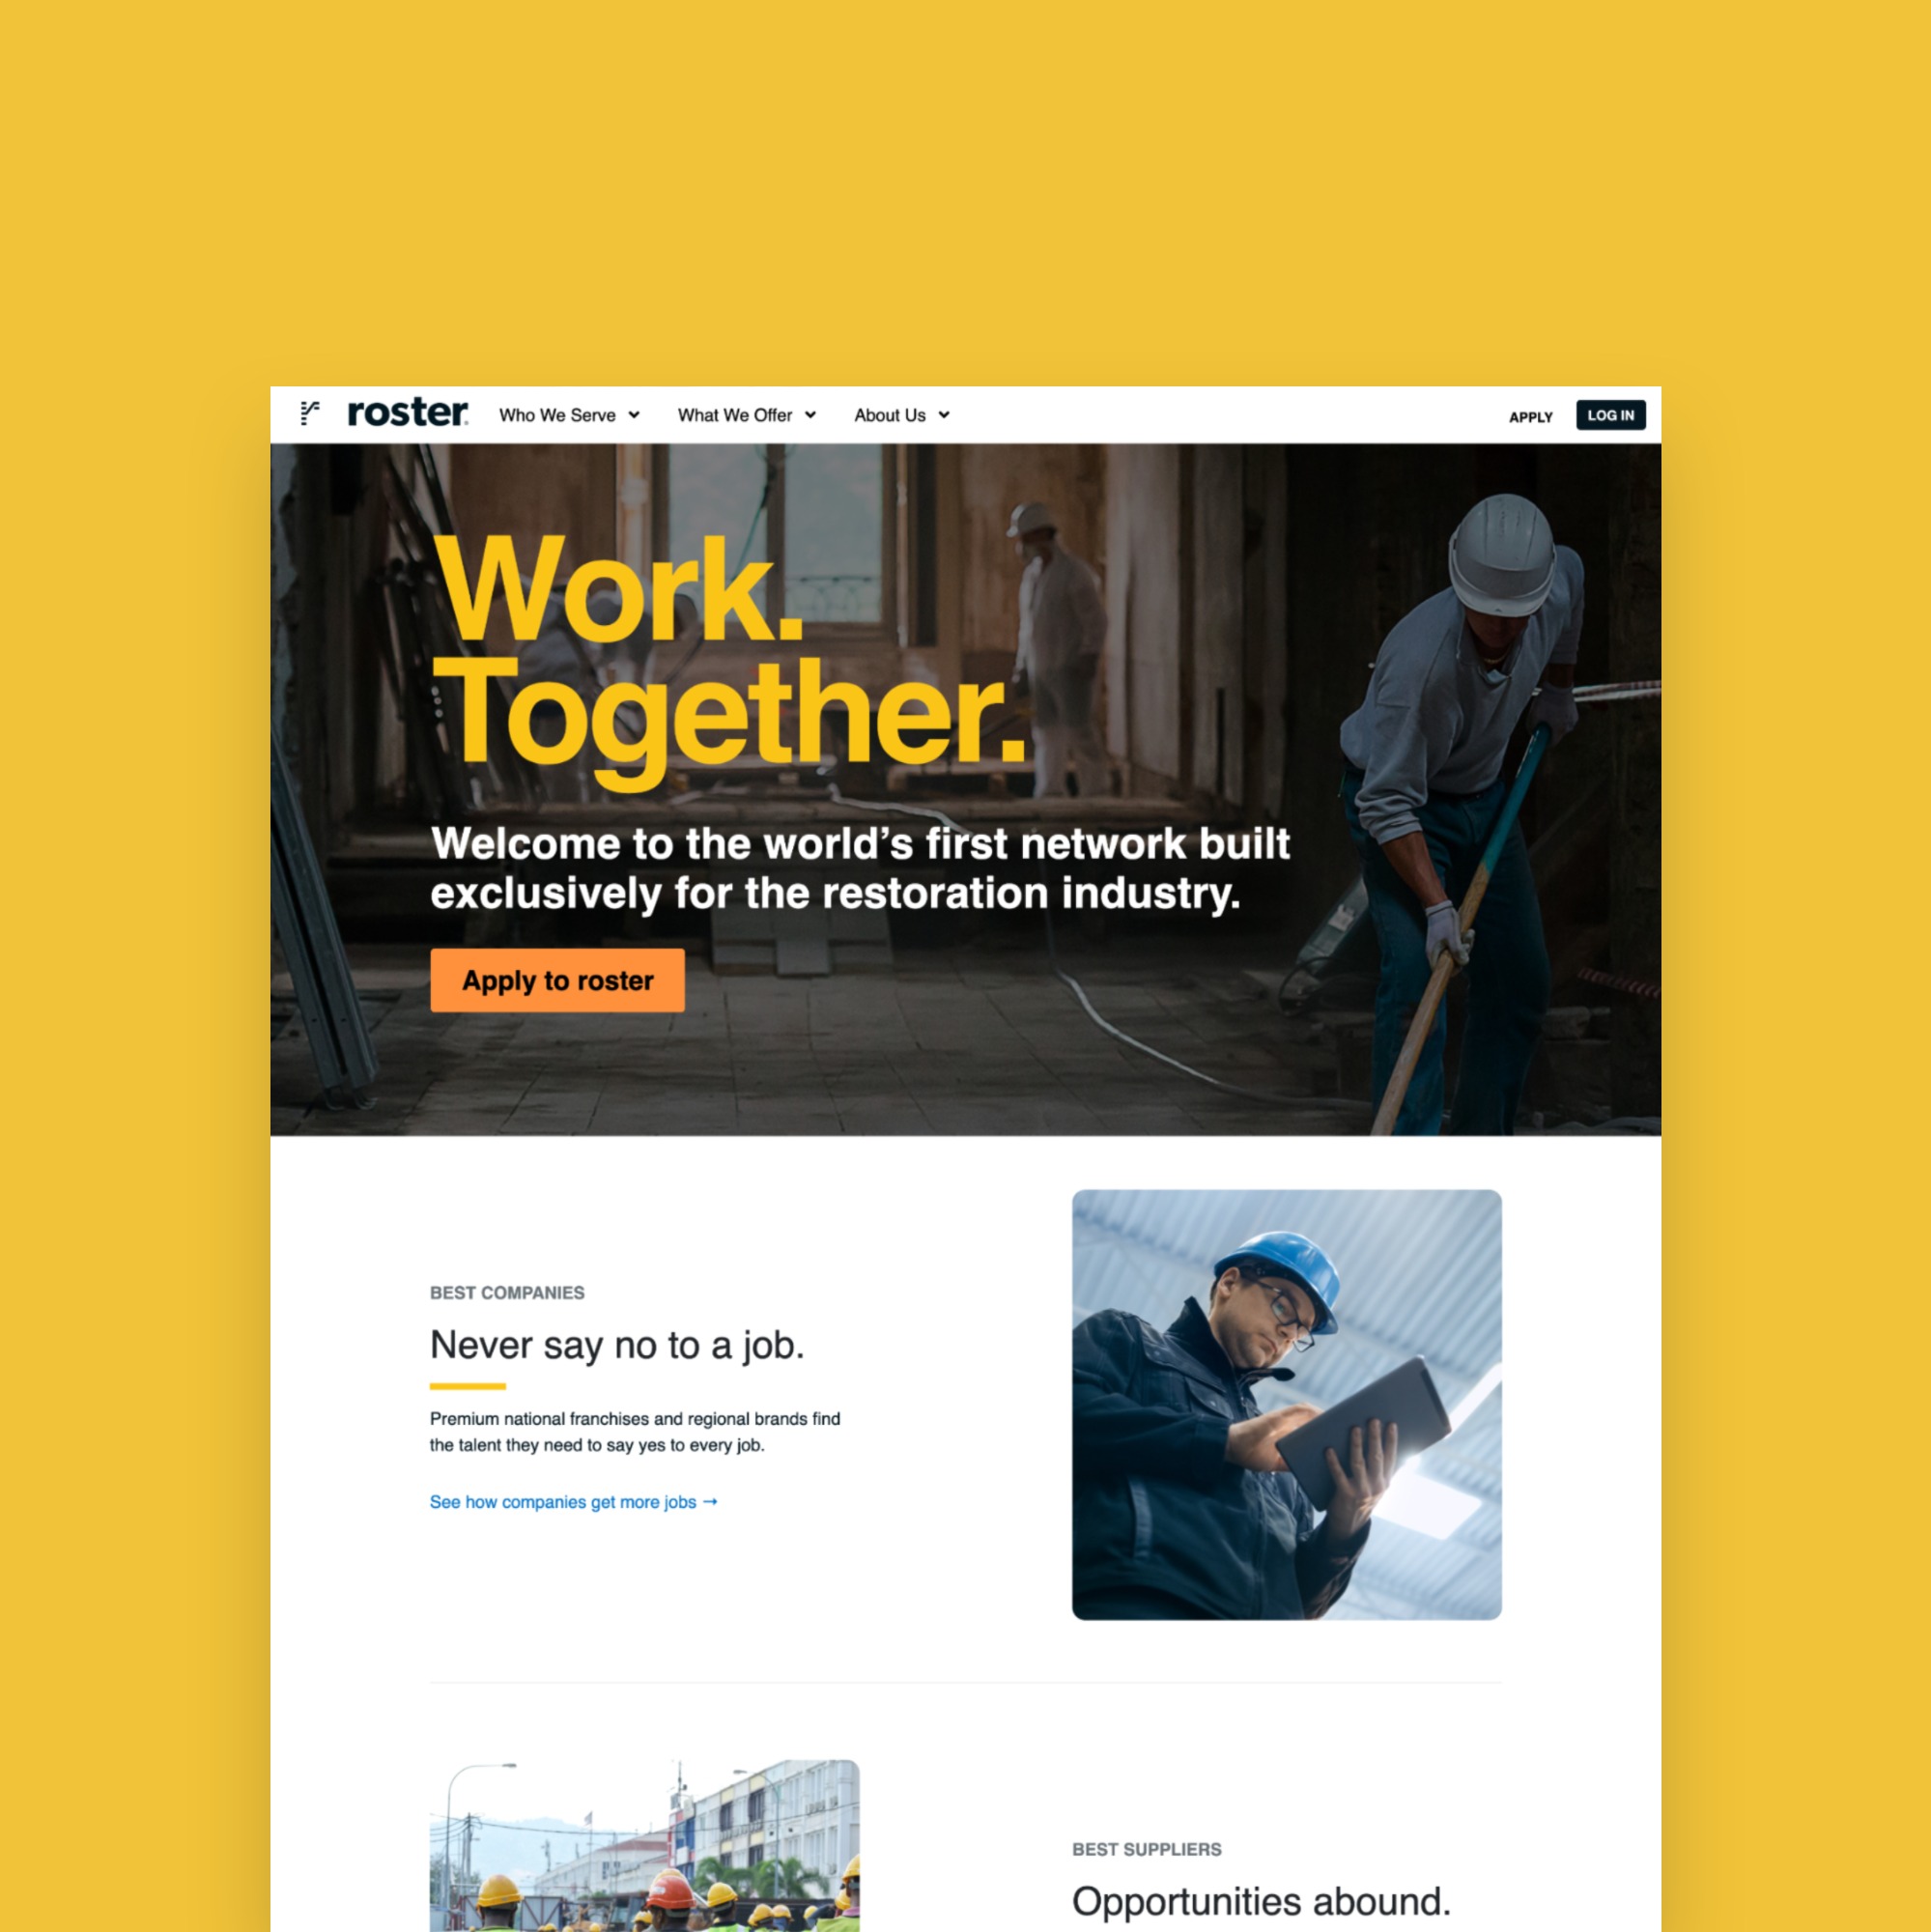 roster
Who We Serve
What We Offer
About Us
APPLY
LOG IN
Work.
Together.
Welcome to the world’s first network built
exclusively for the restoration industry.
Apply to roster
BEST COMPANIES
Never say no to a job.
Premium national franchises and regional brands find
the talent they need to say yes to every job.
See how companies get more jobs →
BEST SUPPLIERS
Opportunities abound.